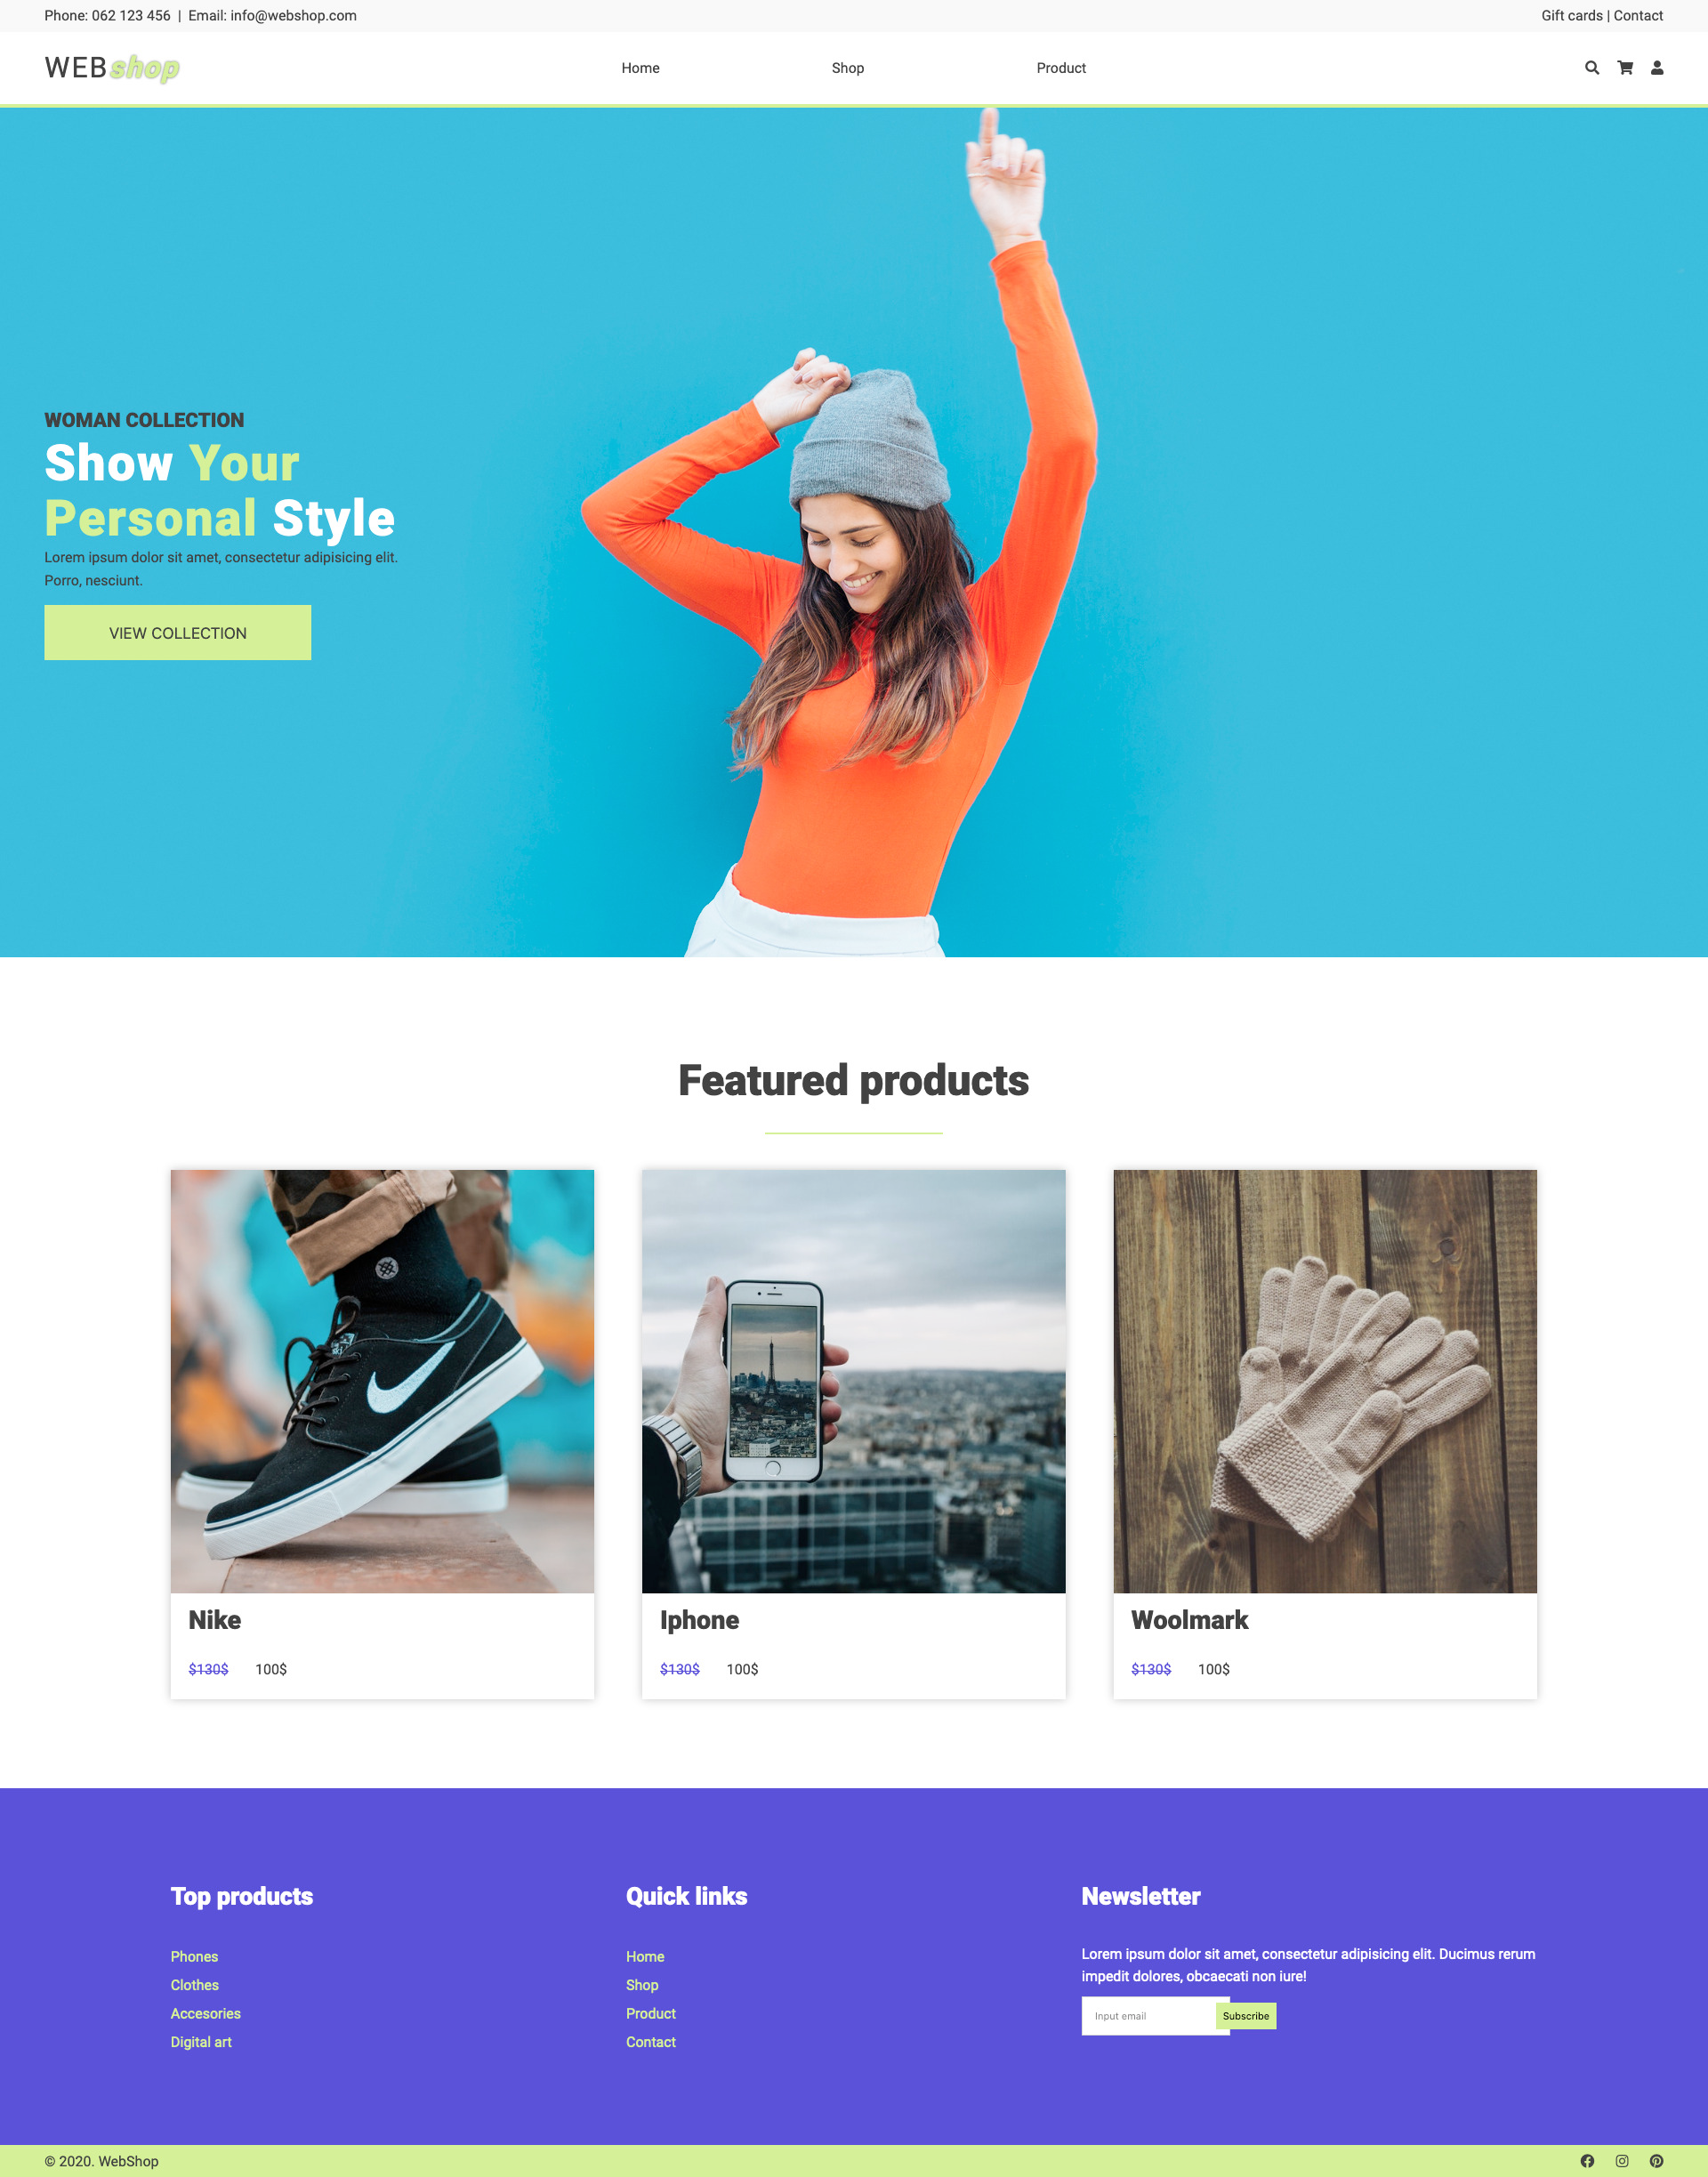 Phone: 062 123 456 | Email: info@webshop.com
Gift cards | Contact
WEBshop
Home
Shop
Product
WOMAN COLLECTION
Show Your
Personal Style
Lorem ipsum dolor sit amet, consectetur adipisicing elit.
Porro, nesciunt.
VIEW COLLECTION
Featured products
Nike
$130$ 100$
Iphone
$130$ 100$
Woolmark
$130$ 100$
Top products
Phones
Clothes
Accesories
Digital art
Quick links
Home
Shop
Product
Contact
Newsletter
Lorem ipsum dolor sit amet, consectetur adipisicing elit. Ducimus rerum
impedit dolores, obcaecati non iure!
Input email
Subscribe
© 2020. WebShop